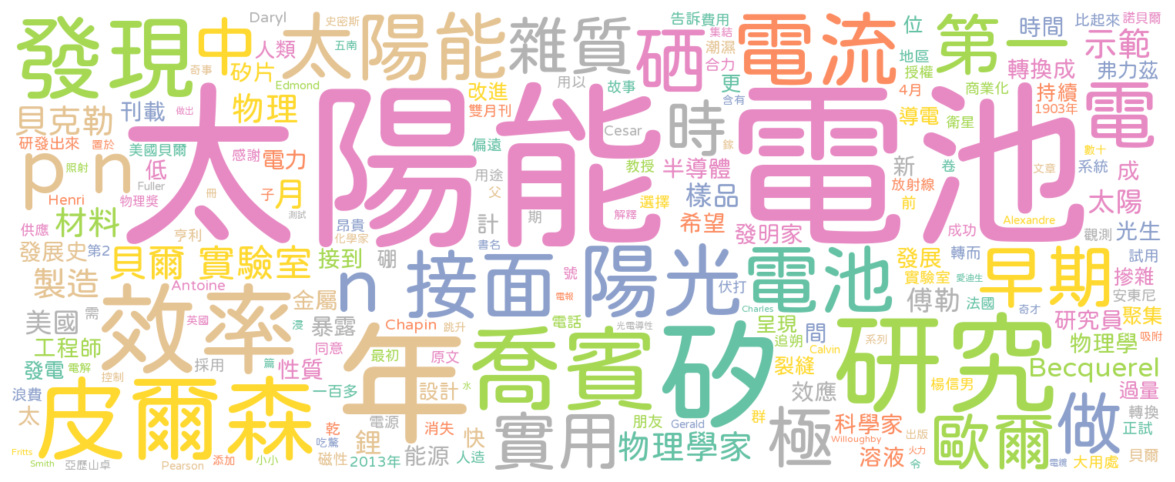 太陽能電池
發現
中
太陽能
雜質
硒
電流
第一
示範
電
時
pn
n 接面
陽光
電池
早期
效率
年
喬賓
矽
研究
皮爾森
實用
極
歐爾
做
物理學家
貝爾 實驗室
Daryl
史密斯
五南
奇事
人類
矽片
Edmond
刊載
物理
貝克勒
研發出來
置於
美國貝爾
感謝
電力
照射
Fuller
低
月
Henri
物理獎
冊
子
材料
供應
亨利
測試
做出
用以
改進
雙月刊
故事
偏遠
Cesar
用途
父
教授
選擇
計
期
昂貴
解釋
化學家
書名
告訴費用
集結
潮濕
合力
更
含有
鎵
半導體
樣品
希望
發明家
位
地區
授權
4月
導電
衛星
新
卷
放射線
前
時間
比起來
諾貝爾
轉換成
弗力茲
商業化
持續
1903年
數十
文章
系統
成
太陽
Alexandre
成功
觀測
光生
發展史
第2
製造
Antoine
金屬
美國
需
英國
漫
暴露
Chapin
跳升
工程師
同意
最初
原文
發電
電解
篇
採用
性質
控制
一百多
設計
水
浪費
太
電源
消失
快
乾
鋰
吃驚
磁性
2013年
能源
人造
Fritts
Smith
亞歷山卓
Pearson
添加
小小
接到
硼
號
電報
電話
光電導性
伏打
愛迪生
Charles
呈現
追朔
間
Calvin
裂縫
系列
效應
楊信男
朋友
群
Gerald
科學家
Willoughby
出版
火力
溶液
令
電視
發展
轉而
試用
實驗室
摻雜
傅勒
法國
安東尼
奇才
研究員
聚集
吸附
物理學
Becquerel
過量
轉換
正試
大用處
貝爾